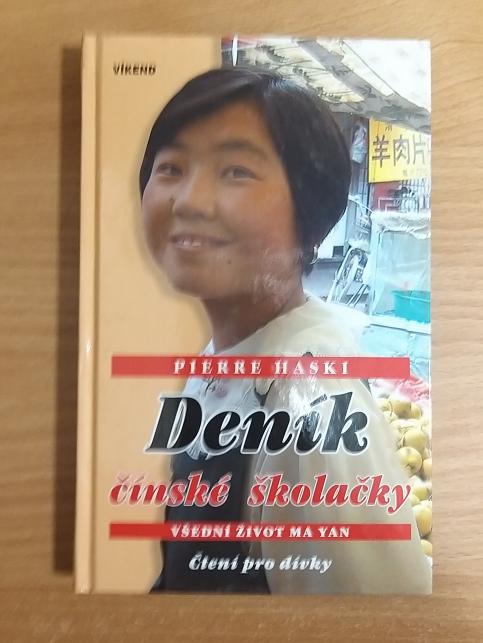 VÍKEND
羊肉片
PIERRE HASKI
Deník
čínské školačky
VŠEDNÍ ŽIVOT MA YAN
Čtení pro dívky